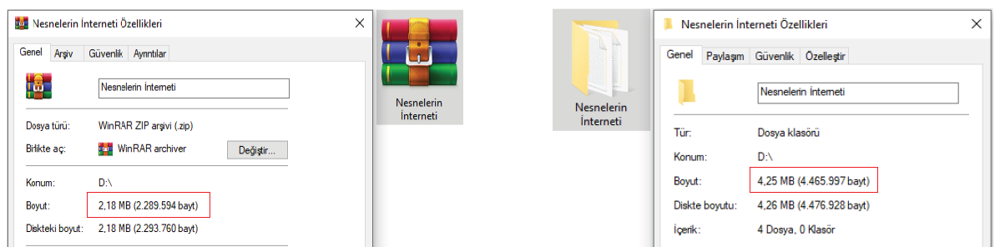 Nesnelerin İnterneti Özellikleri
Genel Arşiv Güvenlik Ayrıntılar
Nesnelerin İnterneti
Dosya türü: WinRAR ZIP arşivi (.zip)
Birlikte aç: WinRAR archiver Değiştir...
Konum: D:\
Boyut: 2,18 MB (2.289.594 bayt)
Diskteki boyut: 2,18 MB (2.293.760 bayt)
Nesnelerin
İnterneti
Nesnelerin
İnterneti
Nesnelerin İnterneti Özellikleri
Genel Paylaşım Güvenlik Özelleştir
Nesnelerin İnterneti
Tür: Dosya klasörü
Konum: D:\
Boyut: 4,25 MB (4.465.997 bayt)
Diskte boyutu: 4,26 MB (4.476.928 bayt)
İçerik: 4 Dosya, 0 Klasör